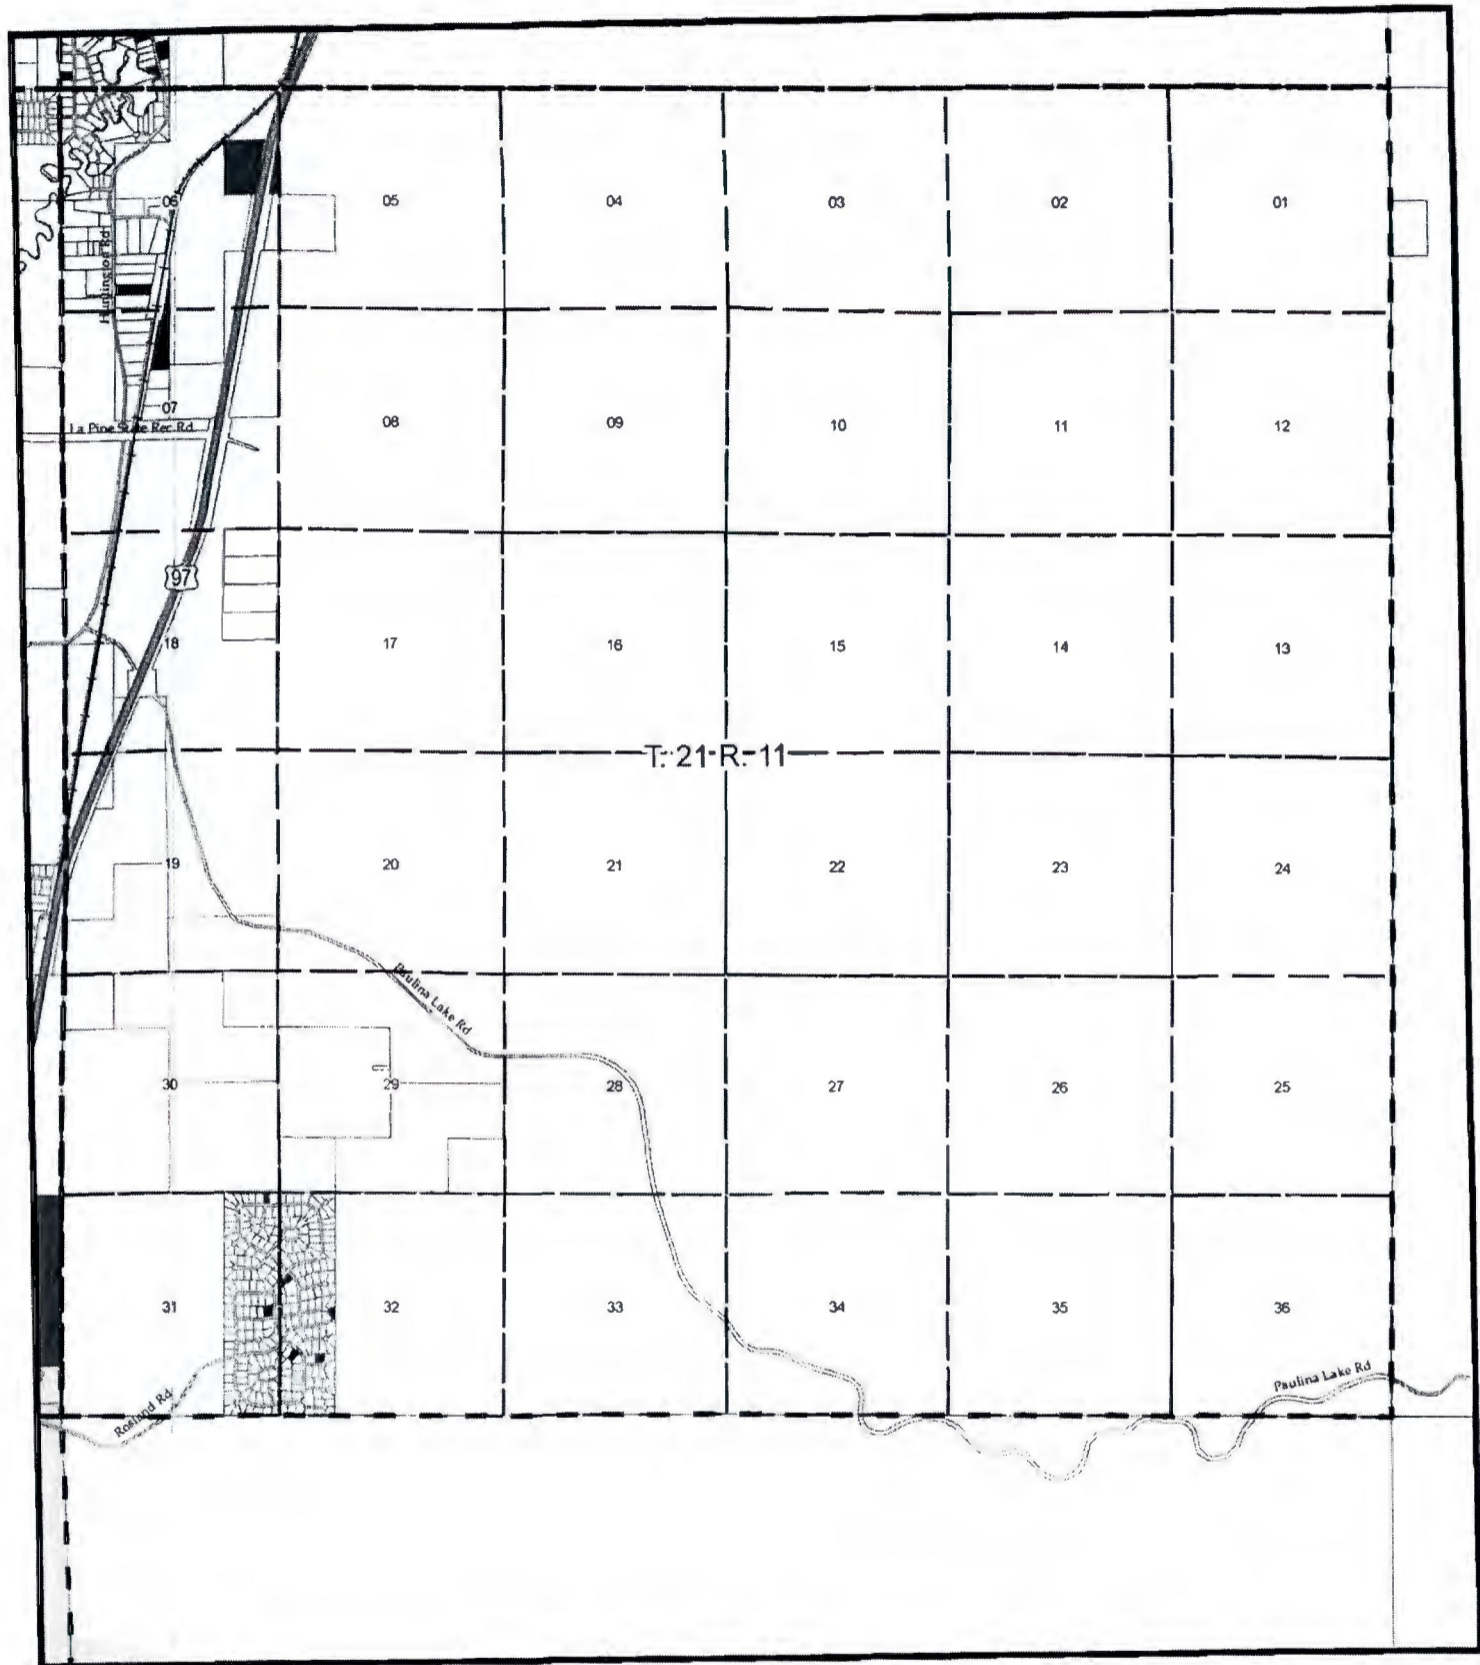 06 05 04 03 02 01
Huntington Rd
07 08 09 10 11 12
La Pine State Rec Rd
97
18 17 16 15 14 13
T. 21 R. 11
19 20 21 22 23 24
Paulina Lake Rd
30 29 28 27 26 25
31 32 33 34 35 36
Paulina Lake Rd
Rosland Rd